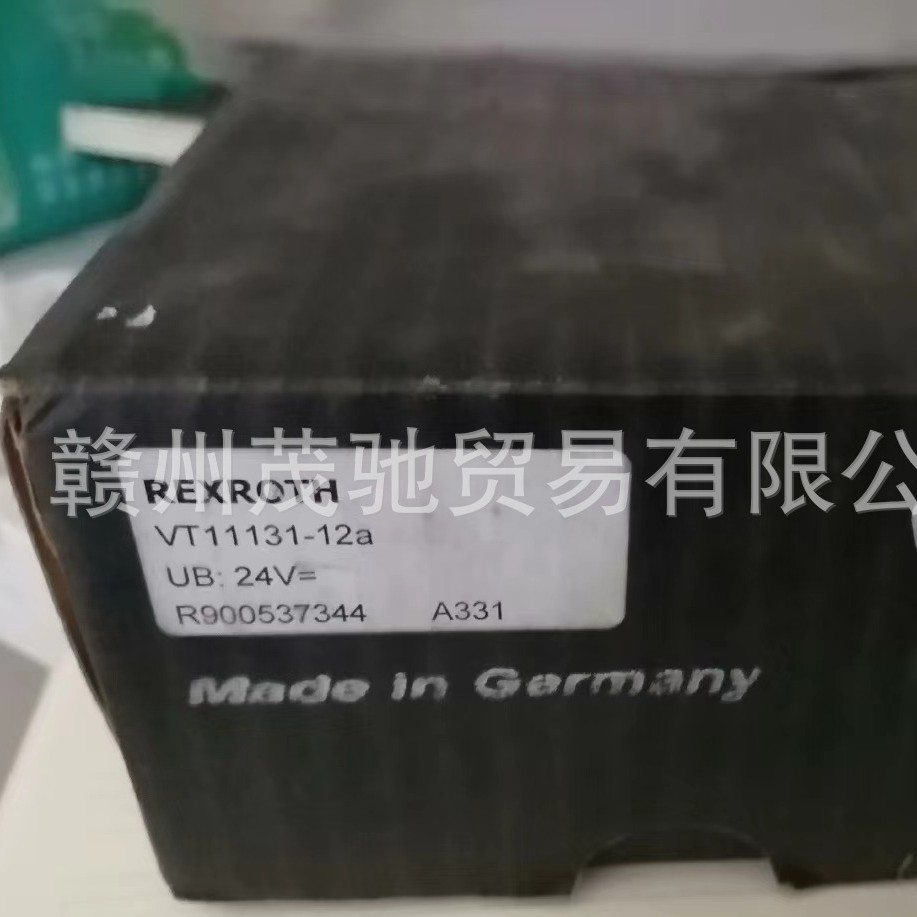 赣州茂驰贸易有限公
REXROTH
VT11131-12a
UB: 24V=
R900537344 A331
Made in Germany